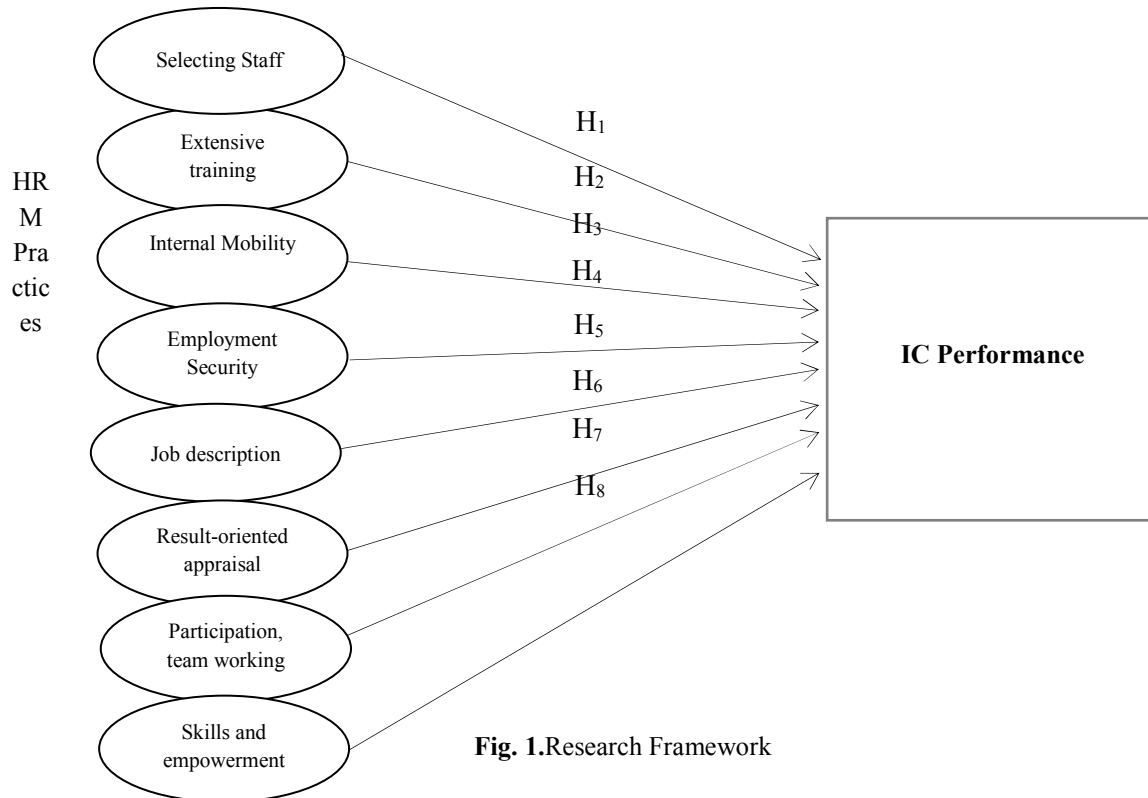 Selecting Staff
Extensive
training
Internal Mobility
Employment
Security
Job description
Result-oriented
appraisal
Participation,
team working
Skills and
empowerment
HR
M
Pra
ctic
es
H₁
H₂
H₃
H₄
H₅
H₆
H₇
H₈
IC Performance
Fig. 1.Research Framework